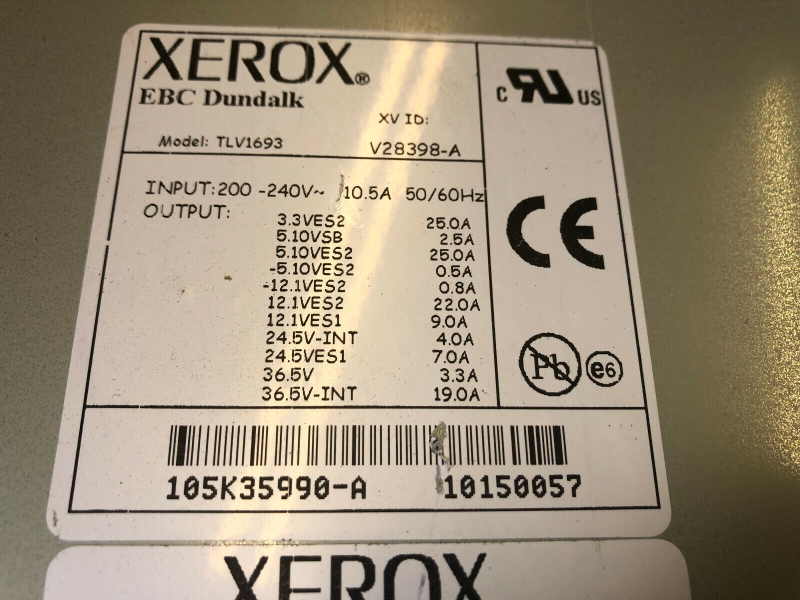 XEROX®
EBC Dundalk
XV ID:
Model: TLV1693 V28398-A
C RU US
INPUT:200 -240V~ 10.5A 50/60Hz
OUTPUT:
3.3VES2 25.0A
5.10VSB 2.5A
5.10VES2 25.0A
-5.10VES2 0.5A
-12.1VES2 0.8A
12.1VES2 22.0A
12.1VES1 9.0A
24.5V-INT 4.0A
24.5VES1 7.0A
36.5V 3.3A
36.5V-INT 19.0A
CE
Pb e6
105K35990-A 10150057
XEROX